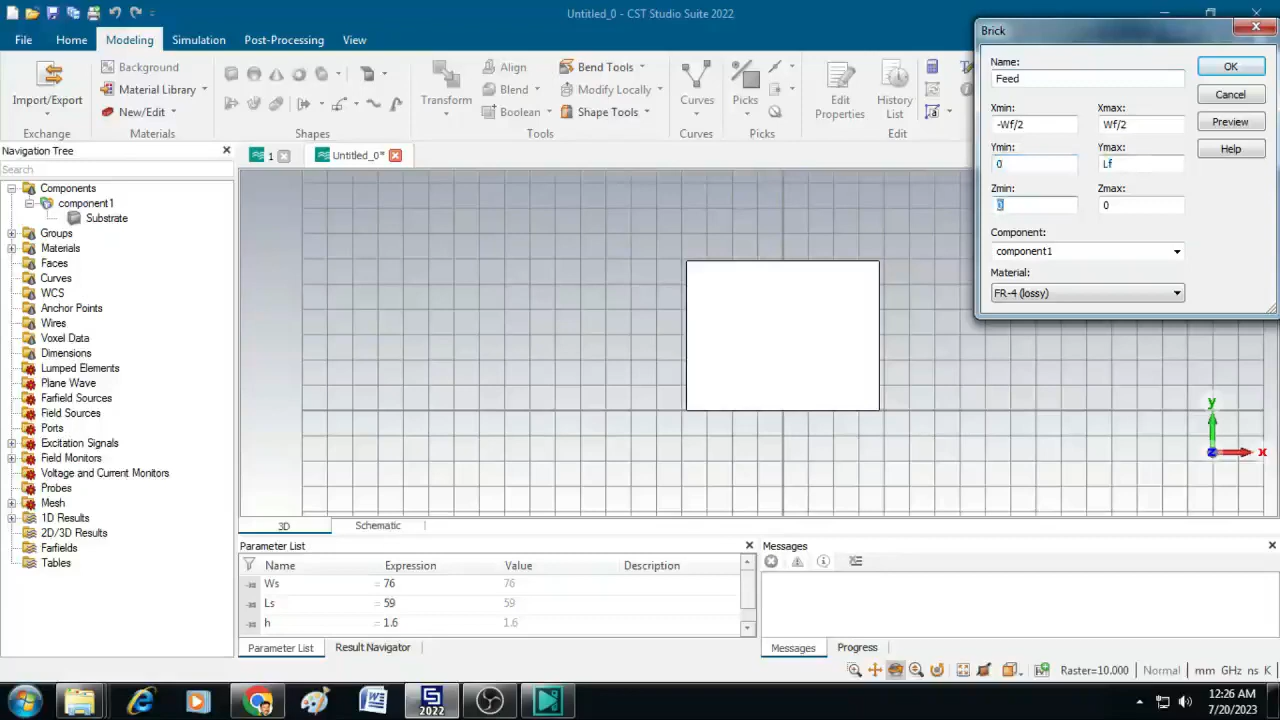 Untitled_0 - CST Studio Suite 2022
File
Home
Modeling
Simulation
Post-Processing
View
Import/Export
Exchange
Background
Material Library
New/Edit
Materials
Shapes
Transform
Align
Blend
Boolean
Bend Tools
Modify Locally
Shape Tools
Tools
Curves
Curves
Picks
Picks
Edit
Properties
History
List
Edit
Brick
Name:
Feed
OK
Cancel
Preview
Help
Xmin:
Xmax:
-Wf/2
Wf/2
Ymin:
Ymax:
0
Lf
Zmin:
Zmax:
0
0
Component:
component1
Material:
FR-4 (lossy)
Navigation Tree
Search
Components
component1
Substrate
Groups
Materials
Faces
Curves
WCS
Anchor Points
Wires
Voxel Data
Dimensions
Lumped Elements
Plane Wave
Farfield Sources
Field Sources
Ports
Excitation Signals
Field Monitors
Voltage and Current Monitors
Probes
Mesh
1D Results
2D/3D Results
Farfields
Tables
1
Untitled_0*
y
x
z
3D
Schematic
Parameter List
Name
Expression
Value
Description
Ws
= 76
76
Ls
= 59
59
h
= 1.6
1.6
Parameter List
Result Navigator
Messages
Messages
Progress
Raster=10.000
Normal
mm GHz ns K
2022
12:26 AM
7/20/2023